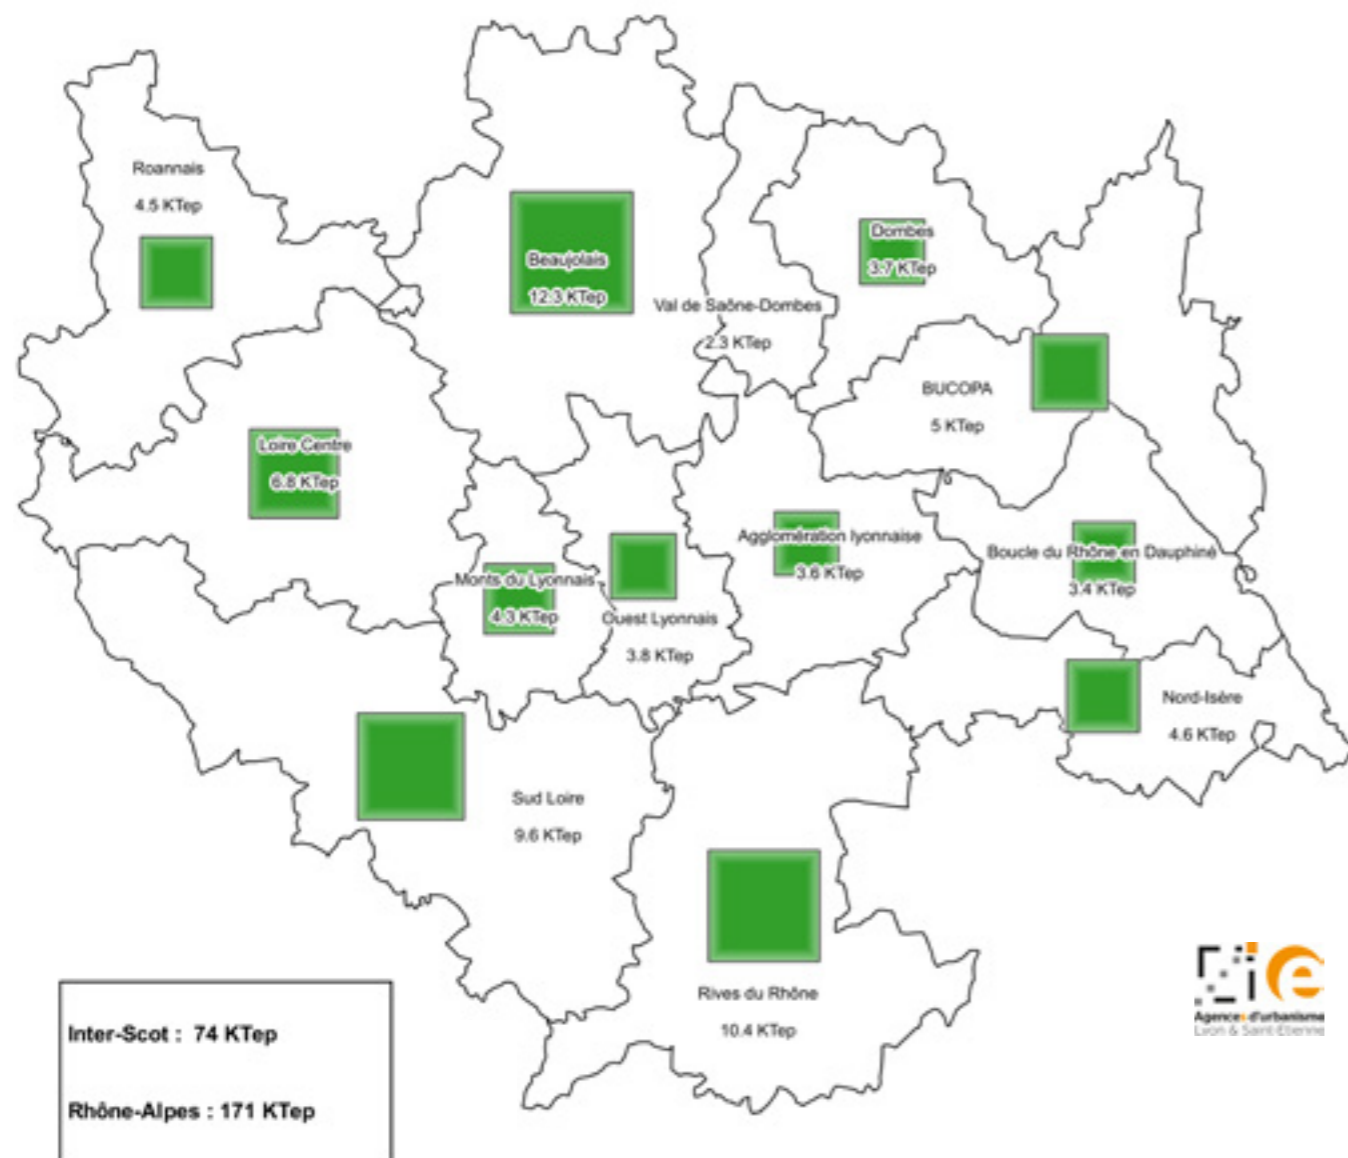 Roannais
4.5 KTep
Beaujolais
12.3 KTep
Dombes
3.7 KTep
Val de Saône-Dombes
2.3 KTep
BUCOPA
5 KTep
Loire Centre
6.8 KTep
Agglomération lyonnaise
3.6 KTep
Boucle du Rhône en Dauphiné
3.4 KTep
Monts du Lyonnais
4.3 KTep
Ouest Lyonnais
3.8 KTep
Nord-Isère
4.6 KTep
Sud Loire
9.6 KTep
Rives du Rhône
10.4 KTep
Inter-Scot : 74 KTep
Rhône-Alpes : 171 KTep
Agences d'urbanisme
Lyon & Saint-Etienne